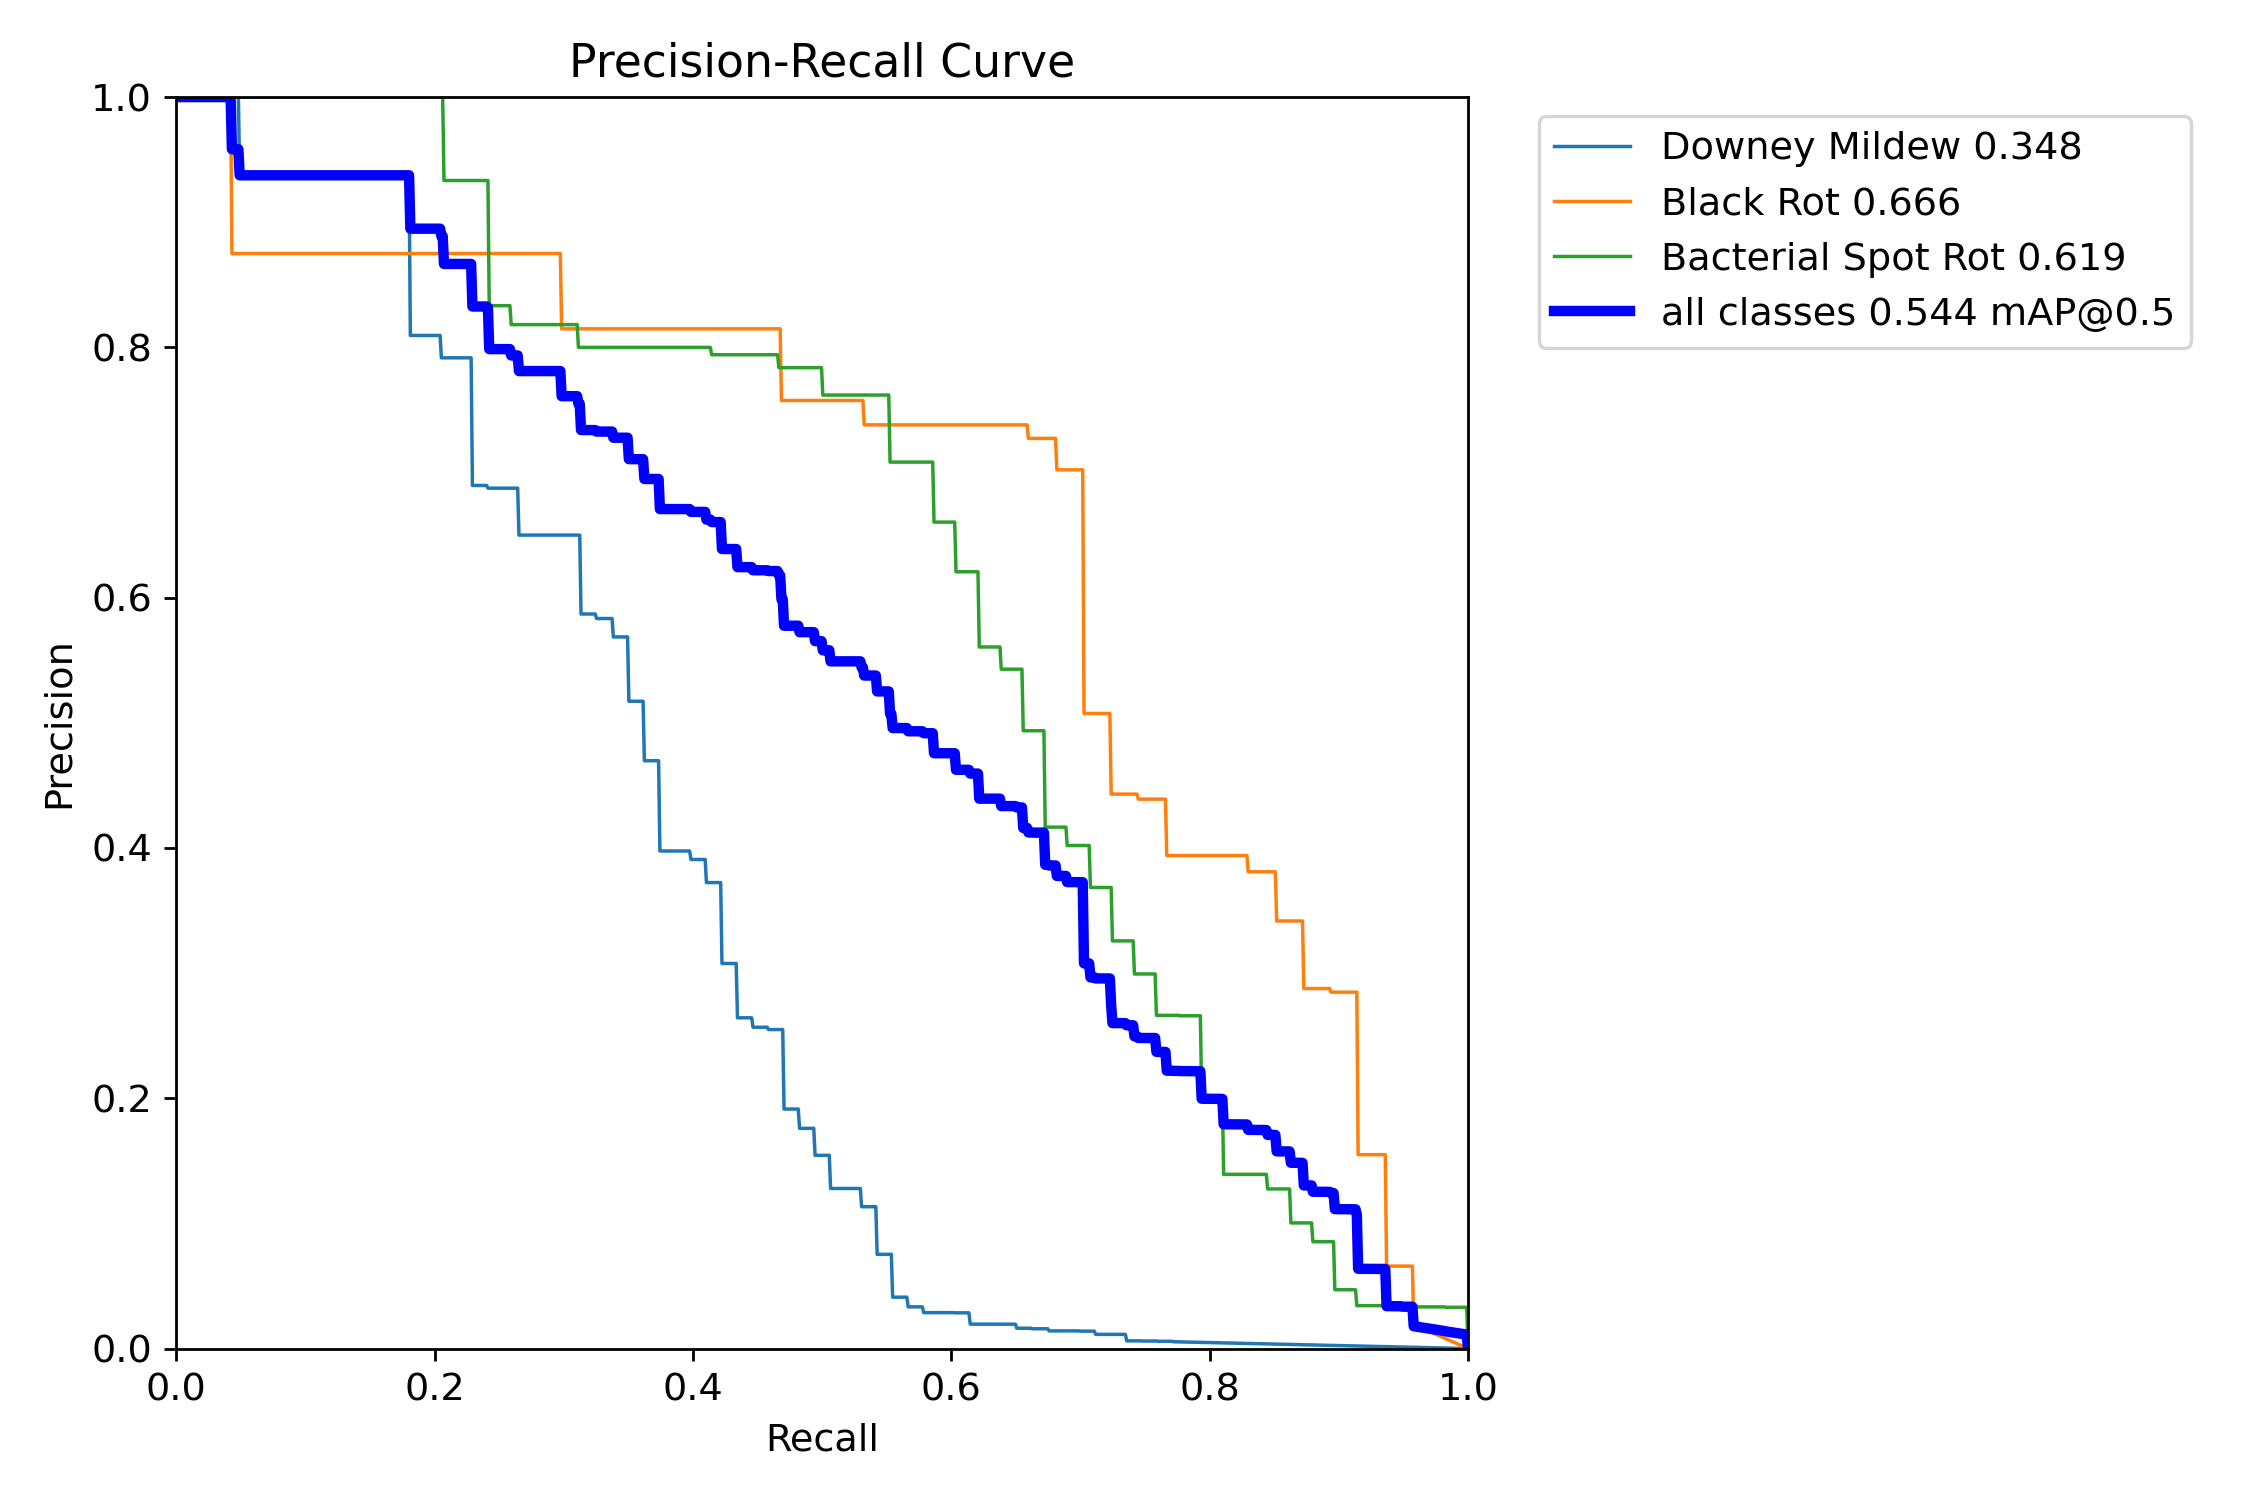 Precision-Recall Curve
1.0
0.8
0.6
0.4
0.2
0.0
Precision
0.0 0.2 0.4 0.6 0.8 1.0
Recall
Downey Mildew 0.348
Black Rot 0.666
Bacterial Spot Rot 0.619
all classes 0.544 mAP@0.5